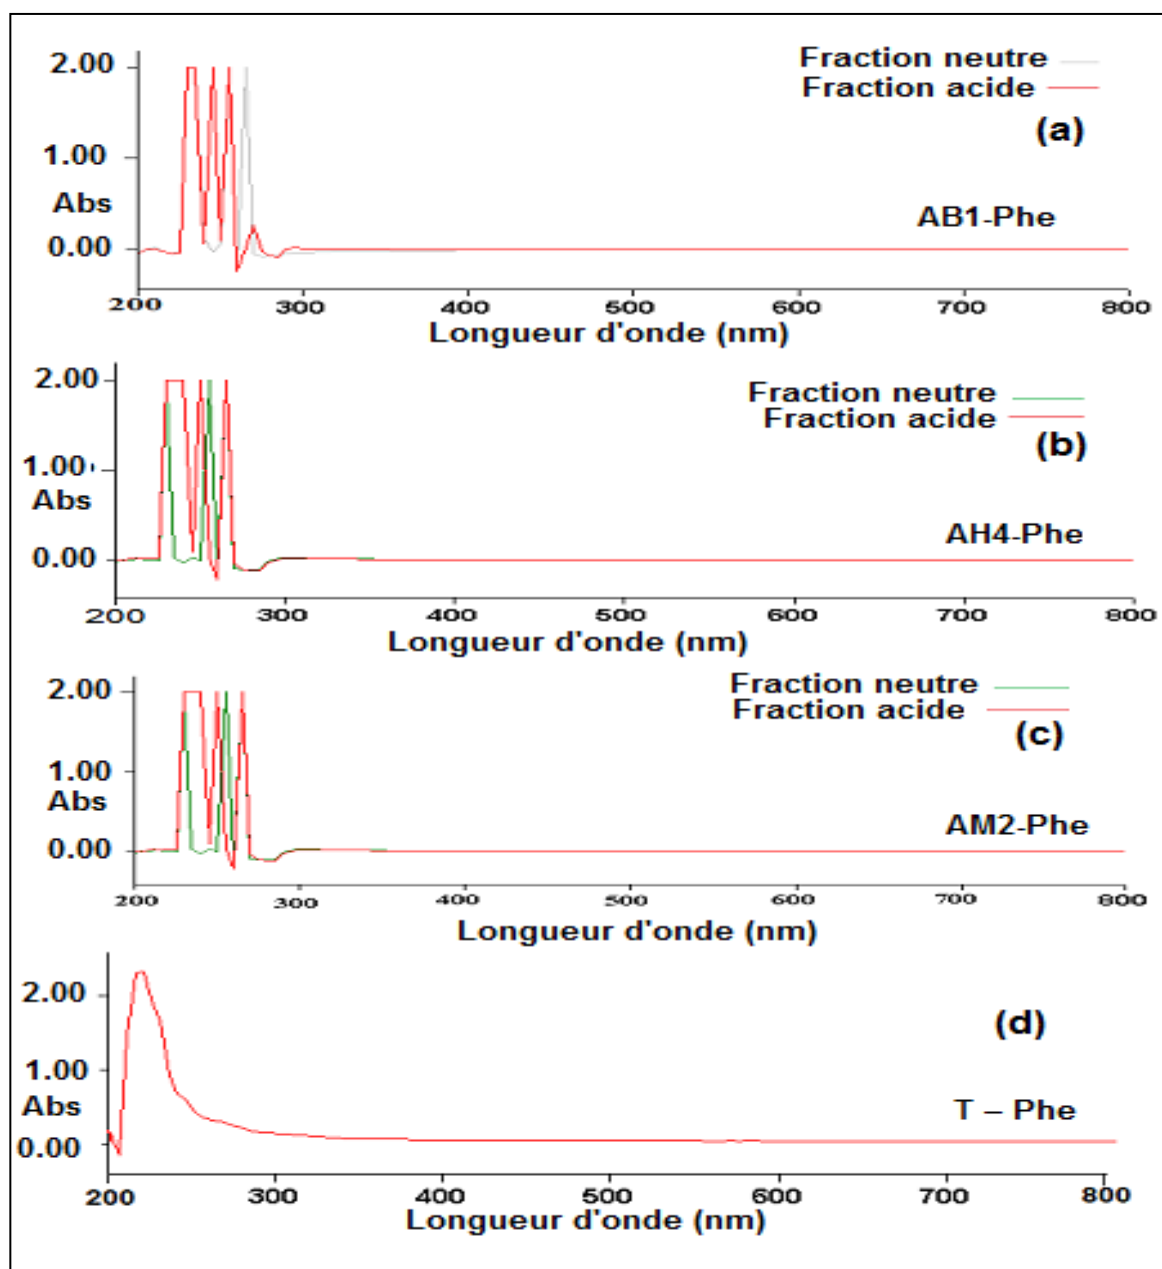 2.00
Fraction neutre
Fraction acide
(a)
1.00
Abs
AB1-Phe
0.00
200 300 400 500 600 700 800
Longueur d'onde (nm)
2.00
Fraction neutre
Fraction acide
(b)
1.00
Abs
AH4-Phe
0.00
200 300 400 500 600 700 800
Longueur d'onde (nm)
2.00
Fraction neutre
Fraction acide
(c)
1.00
Abs
AM2-Phe
0.00
200 300 400 500 600 700 800
Longueur d'onde (nm)
2.00
(d)
1.00
Abs
T – Phe
0.00
200 300 400 500 600 700 800
Longueur d'onde (nm)